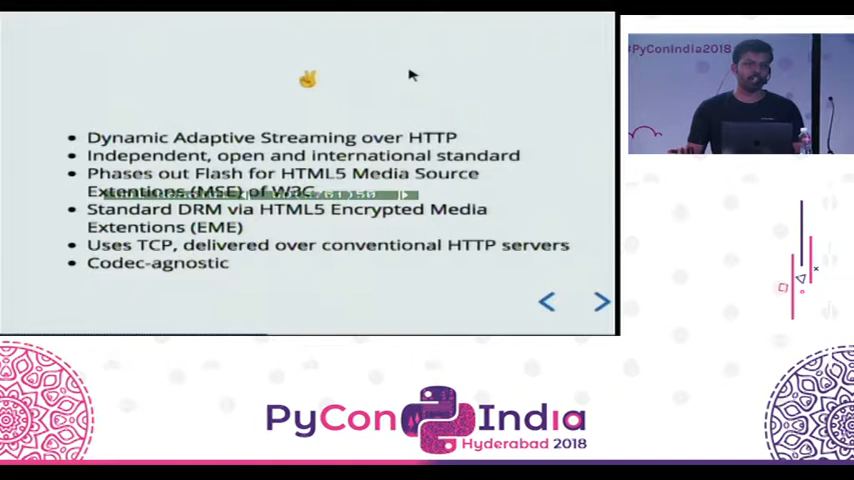 #PyConIndia2018
Dynamic Adaptive Streaming over HTTP
Independent, open and international standard
Phases out Flash for HTML5 Media Source
Extentions (MSE) of W3C
Standard DRM via HTML5 Encrypted Media
Extentions (EME)
Uses TCP, delivered over conventional HTTP servers
Codec-agnostic
PyCon India
Hyderabad 2018